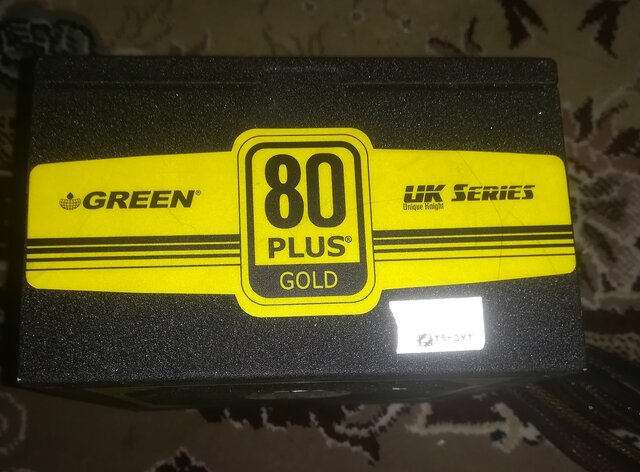 GREEN®
80
PLUS®
GOLD
UK SERIES
Unique Knight